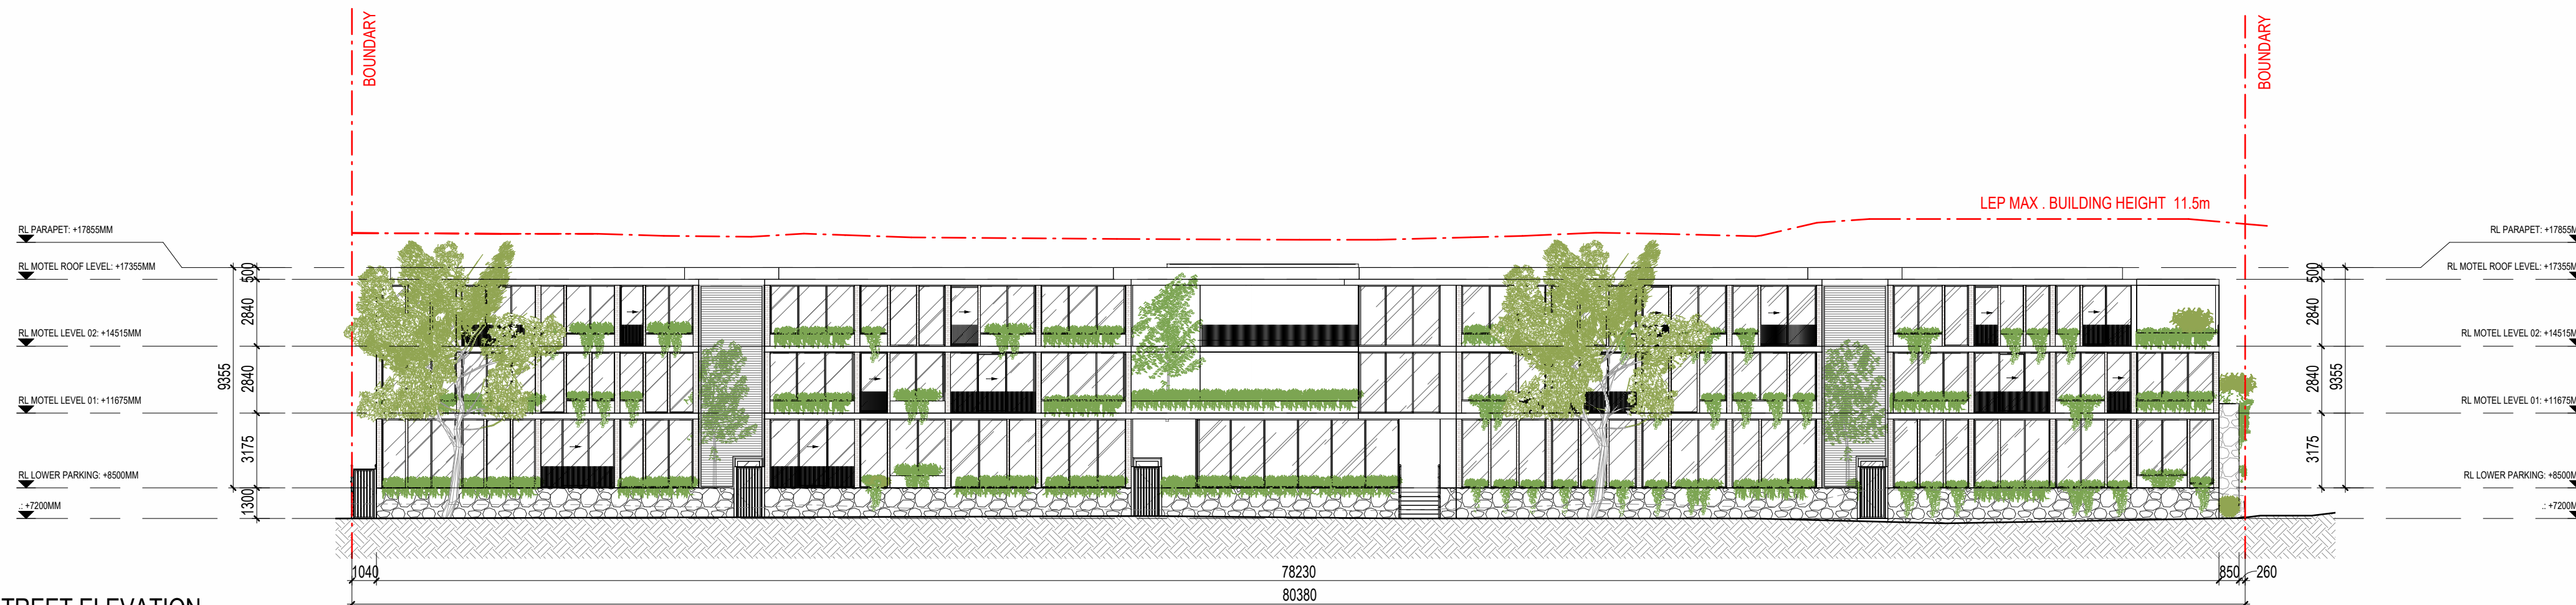 BOUNDARY
BOUNDARY
LEP MAX . BUILDING HEIGHT 11.5m
RL PARAPET: +17855MM
RL MOTEL ROOF LEVEL: +17355MM
RL MOTEL LEVEL 02: +14515MM
RL MOTEL LEVEL 01: +11675MM
RL LOWER PARKING: +8500MM
.: +7200MM
9355
500
2840
2840
3175
1300
500
2840
2840
3175
9355
RL PARAPET: +17855M
RL MOTEL ROOF LEVEL: +17355M
RL MOTEL LEVEL 02: +14515M
RL MOTEL LEVEL 01: +11675M
RL LOWER PARKING: +8500M
.: +7200M
1040
78230
850
260
80380
TREET ELEVATION